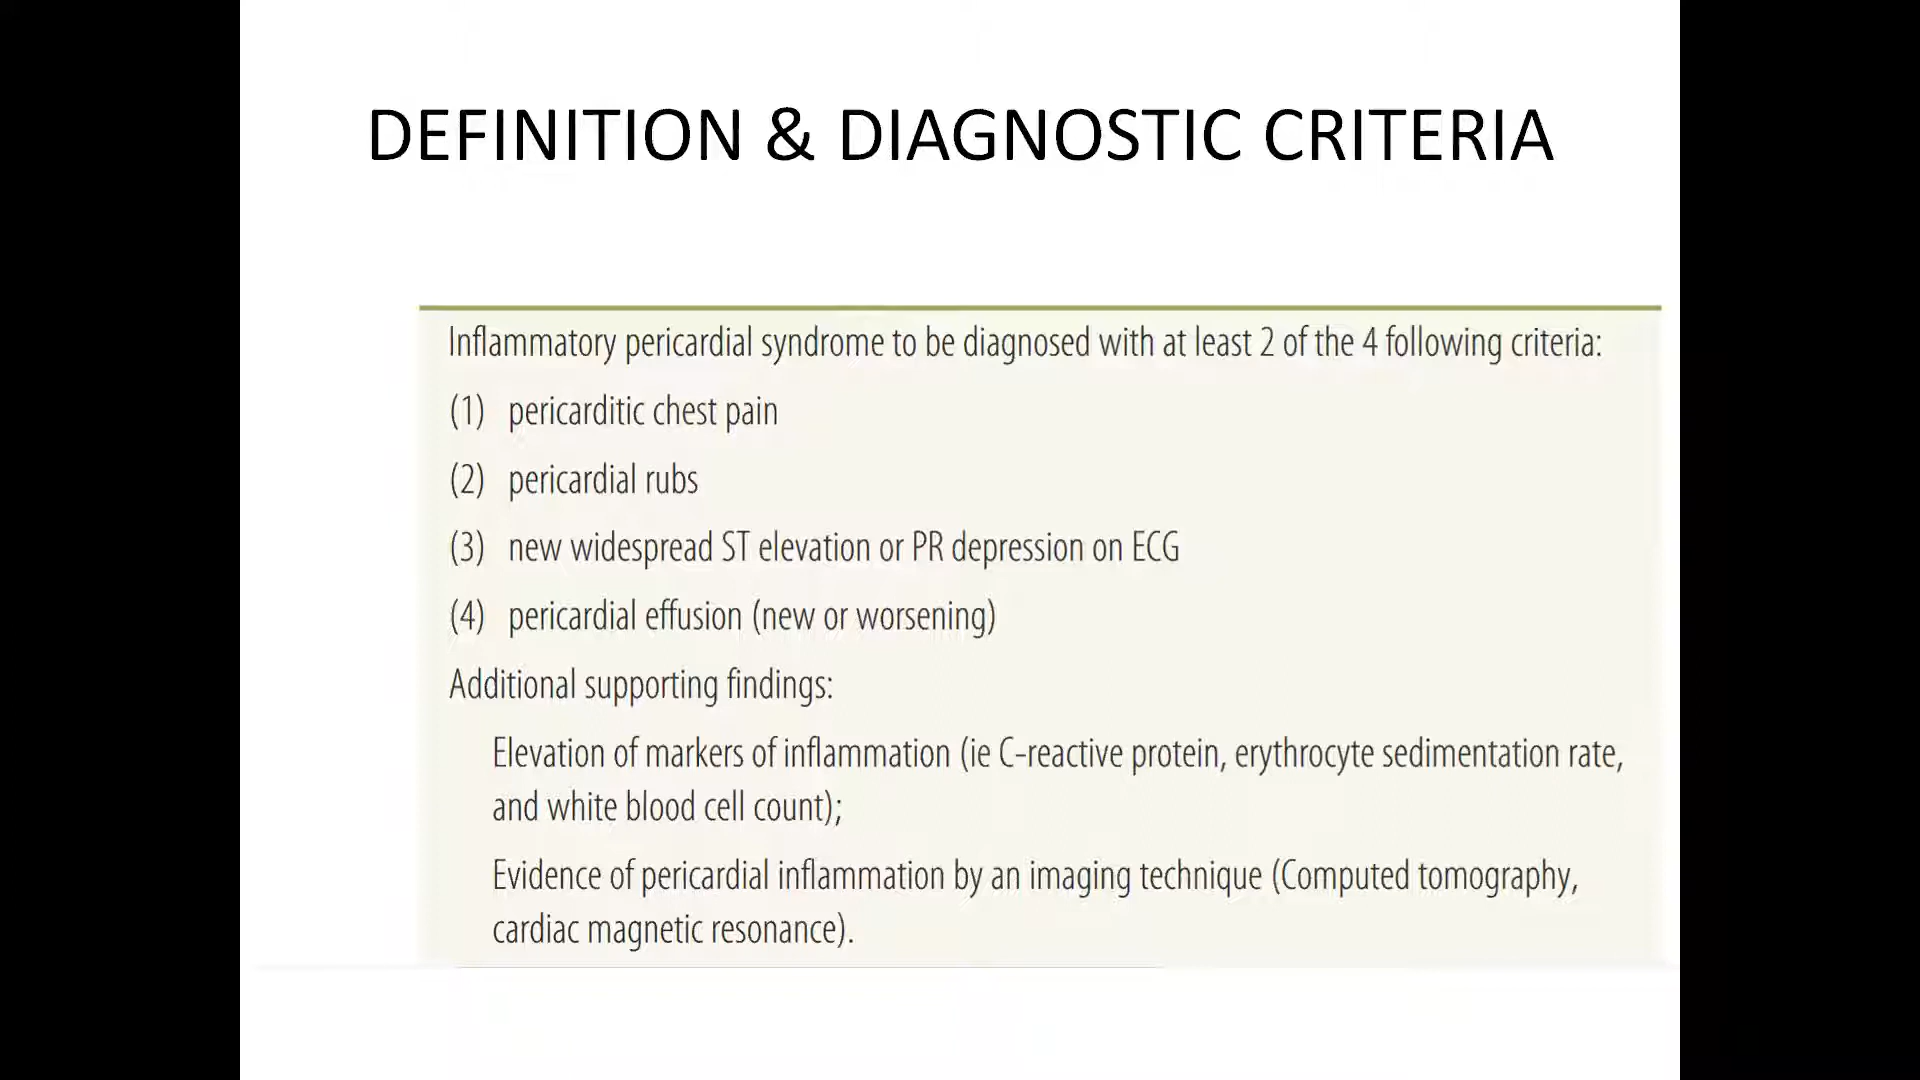 DEFINITION & DIAGNOSTIC CRITERIA
Inflammatory pericardial syndrome to be diagnosed with at least 2 of the 4 following criteria:
(1) pericarditic chest pain
(2) pericardial rubs
(3) new widespread ST elevation or PR depression on ECG
(4) pericardial effusion (new or worsening)
Additional supporting findings:
Elevation of markers of inflammation (ie C-reactive protein, erythrocyte sedimentation rate,
and white blood cell count);
Evidence of pericardial inflammation by an imaging technique (Computed tomography,
cardiac magnetic resonance).